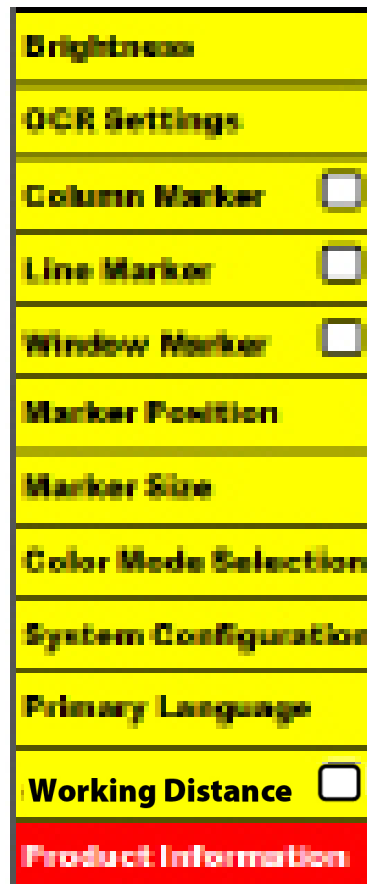 Brightness
OCR Settings
Column Marker
Line Marker
Window Marker
Marker Position
Marker Size
Color Mode Selection
System Configuration
Primary Language
Working Distance
Product Information